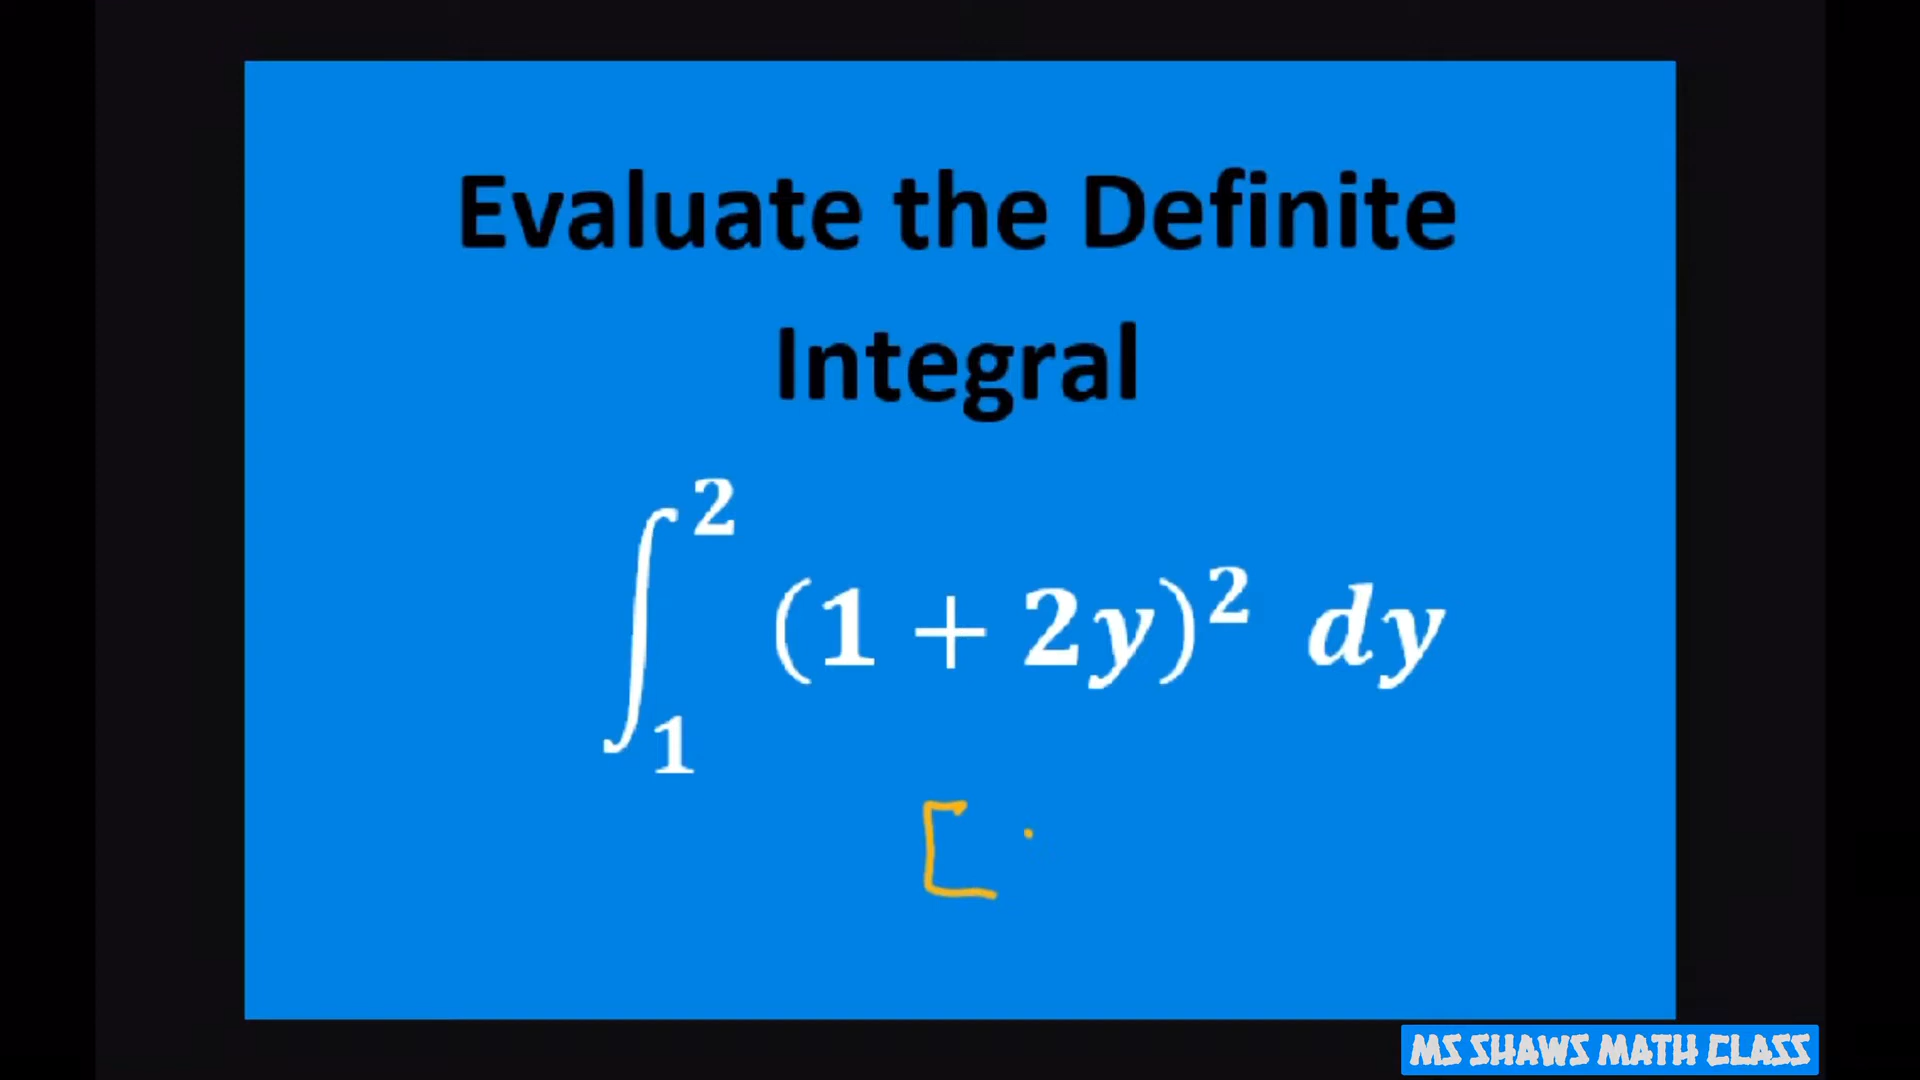 Evaluate the Definite
Integral
∫₁² (1 + 2y)² dy
[ .
MS SHAWS MATH CLASS